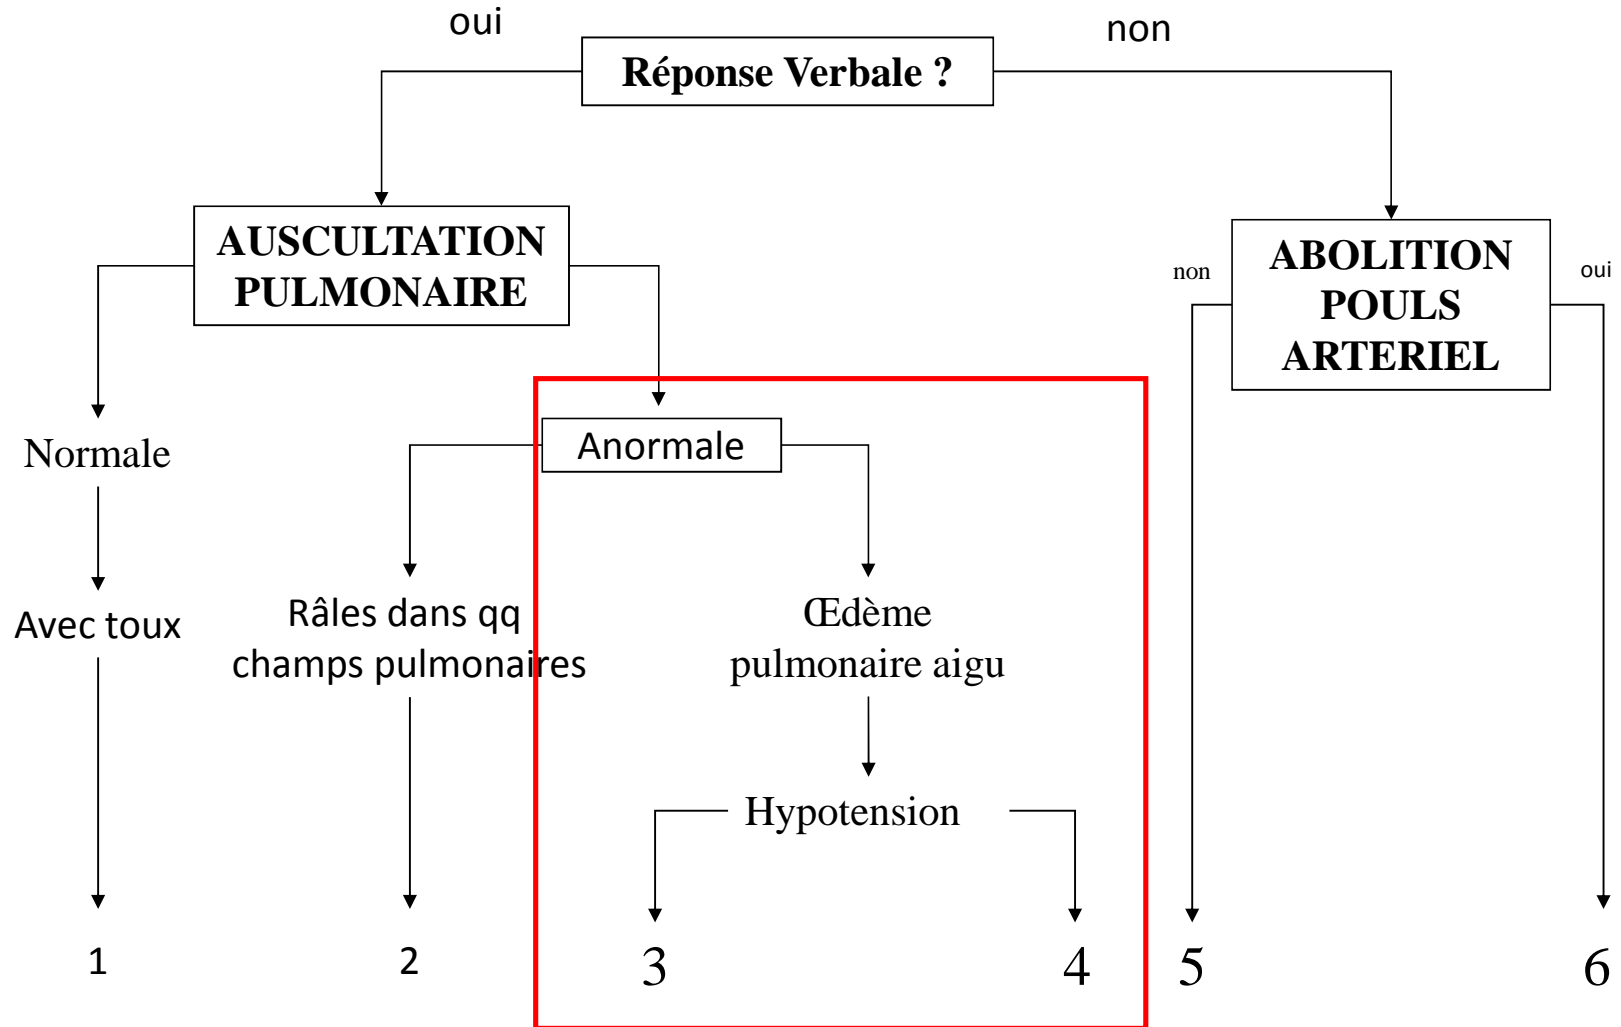 oui
non
Réponse Verbale ?
AUSCULTATION
PULMONAIRE
non
ABOLITION
POULS
ARTERIEL
oui
Normale
Anormale
Avec toux
Râles dans qq
champs pulmonaires
Œdème
pulmonaire aigu
Hypotension
1
2
3
4
5
6